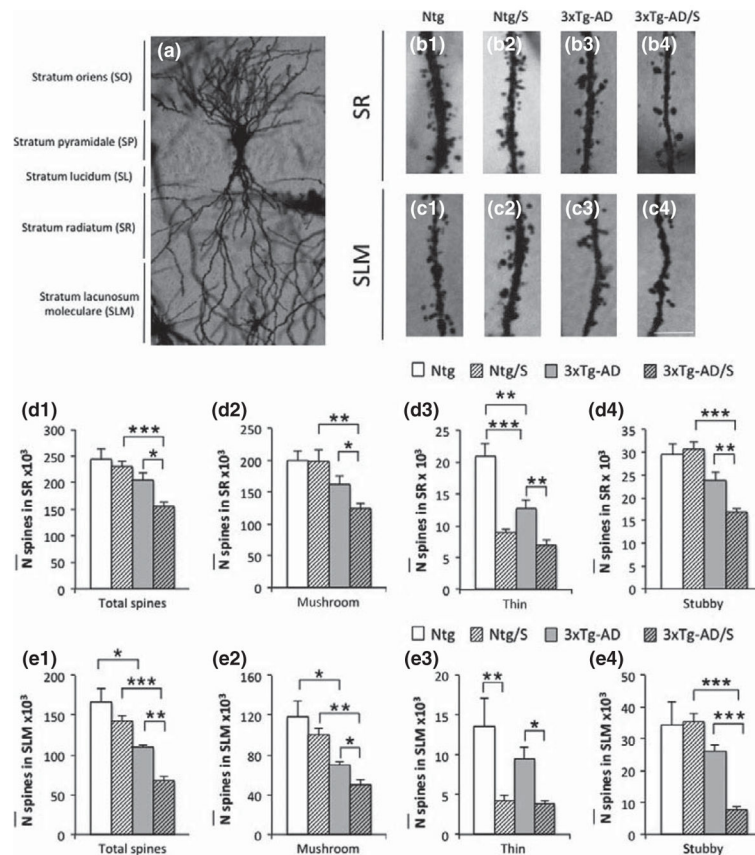 Ntg Ntg/S 3xTg-AD 3xTg-AD/S
(a) (b1) (b2) (b3) (b4)
Stratum oriens (SO)
SR
Stratum pyramidale (SP)
Stratum lucidum (SL)
(c1) (c2) (c3) (c4)
Stratum radiatum (SR)
SLM
Stratum lacunosum
moleculare (SLM)
Ntg Ntg/S 3xTg-AD 3xTg-AD/S
(d1)
N spines in SR x10³
300
250
200
150
100
50
0
***
*
Total spines
(d2)
N spines in SR x10³
250
200
150
100
50
0
**
*
Mushroom
(d3)
N spines in SR x 10³
25
20
15
10
5
0
**
***
**
Thin
(d4)
N spines in SR x 10³
35
30
25
20
15
10
5
0
***
**
Stubby
Ntg Ntg/S 3xTg-AD 3xTg-AD/S
(e1)
N spines in SLM x10³
200
150
100
50
0
*
***
**
Total spines
(e2)
N spines in SLM x10³
160
120
80
40
0
*
**
*
Mushroom
(e3)
N spines in SLM x10³
20
15
10
5
0
**
*
Thin
(e4)
N spines in SLM x10³
50
40
30
20
10
0
***
***
Stubby